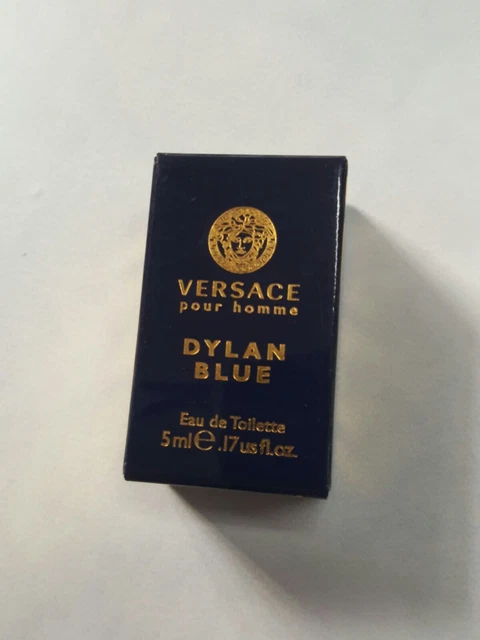 VERSACE
pour homme
DYLAN
BLUE
Eau de Toilette
5 ml ℮ .17 us fl.oz.